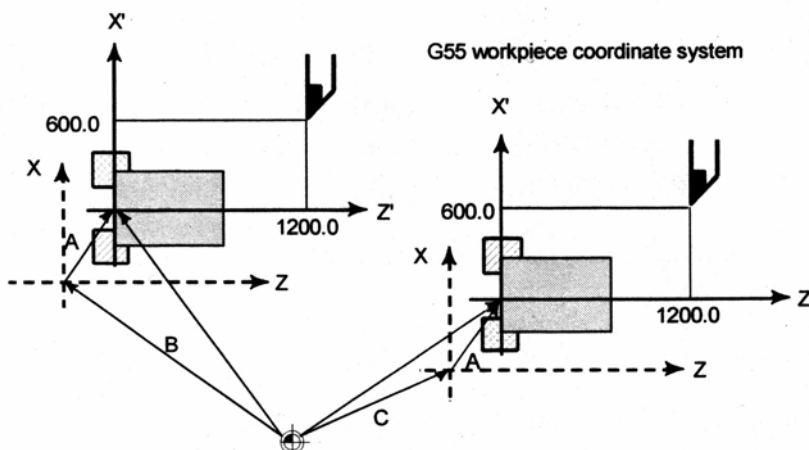 X'
G55 workpiece coordinate system
600.0
X
A
Z'
1200.0
Z
B
X'
600.0
X
1200.0
Z
A
Z
C